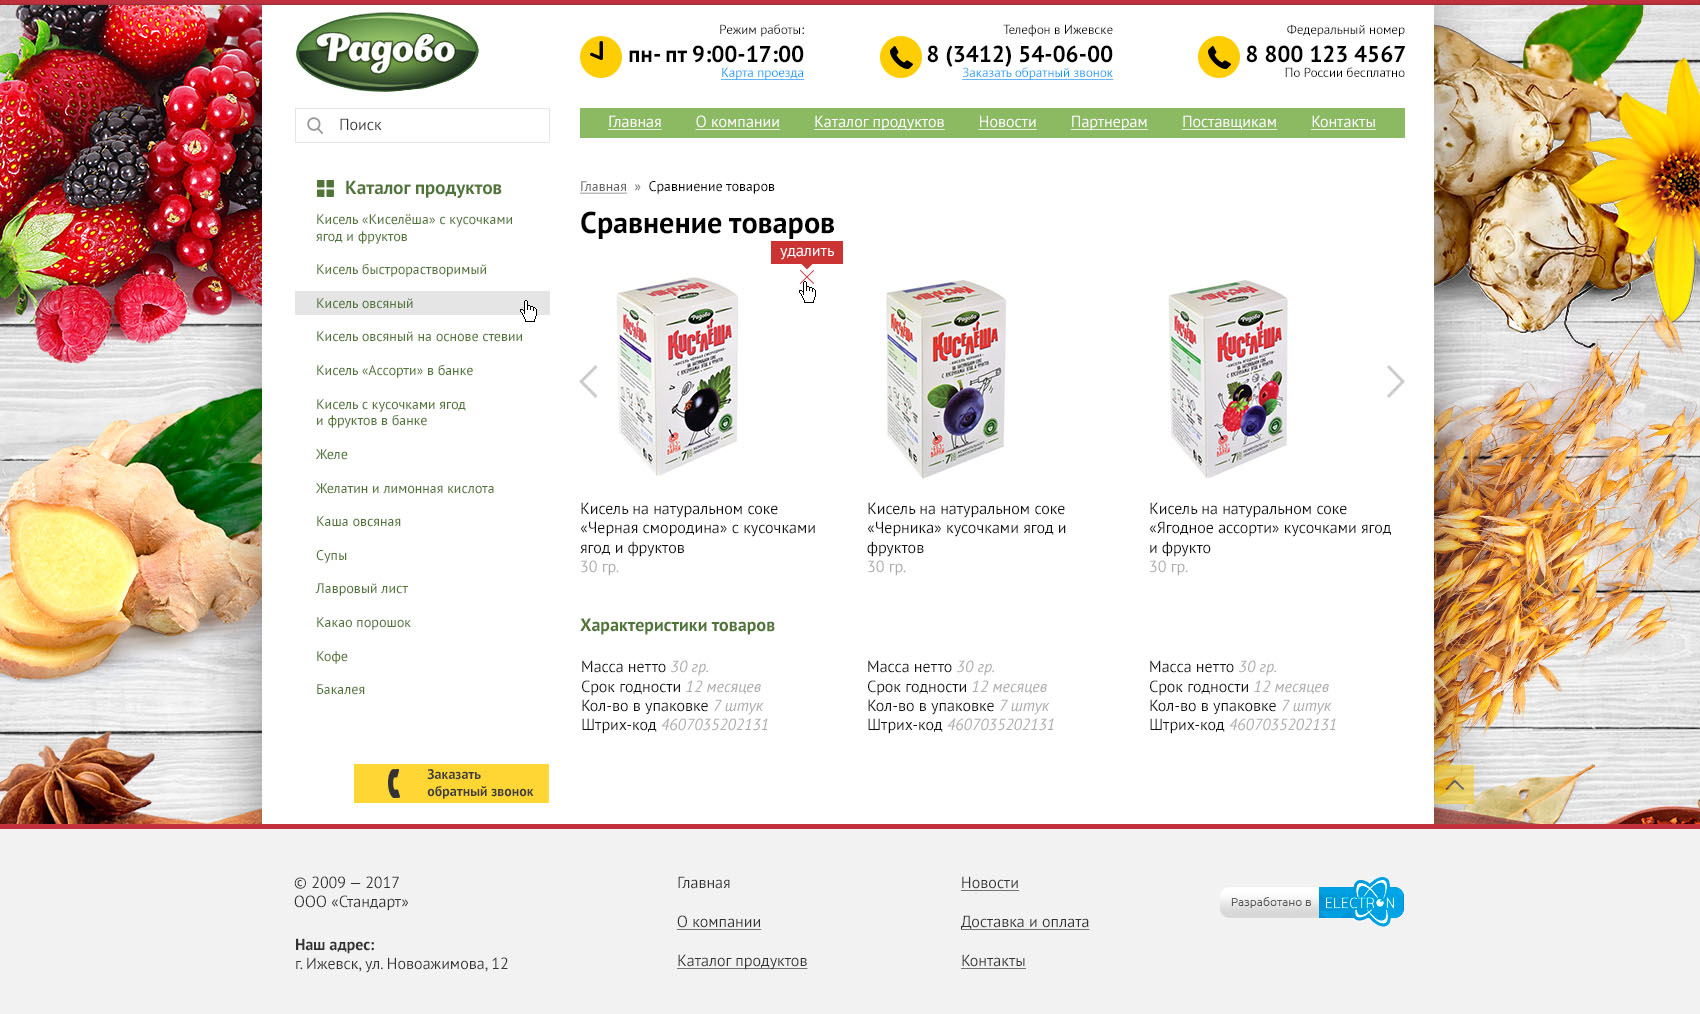 Радово
Режим работы:
пн- пт 9:00-17:00
Карта проезда
Телефон в Ижевске
8 (3412) 54-06-00
Заказать обратный звонок
Федеральный номер
8 800 123 4567
По России бесплатно
Поиск
Главная О компании Каталог продуктов Новости Партнерам Поставщикам Контакты
Каталог продуктов
Кисель «Киселёша» с кусочками
ягод и фруктов
Кисель быстрорастворимый
Кисель овсяный
Кисель овсяный на основе стевии
Кисель «Ассорти» в банке
Кисель с кусочками ягод
и фруктов в банке
Желе
Желатин и лимонная кислота
Каша овсяная
Супы
Лавровый лист
Какао порошок
Кофе
Бакалея
Заказать
обратный звонок
Главная » Сравниение товаров
Сравнение товаров
удалить
Радово
Киселёша
Радово
Киселёша
Радово
Киселёша
Кисель на натуральном соке
«Черная смородина» с кусочками
ягод и фруктов
30 гр.
Кисель на натуральном соке
«Черника» кусочками ягод и
фруктов
30 гр.
Кисель на натуральном соке
«Ягодное ассорти» кусочками ягод
и фрукто
30 гр.
Характеристики товаров
Масса нетто 30 гр.
Срок годности 12 месяцев
Кол-во в упаковке 7 штук
Штрих-код 4607035202131
Масса нетто 30 гр.
Срок годности 12 месяцев
Кол-во в упаковке 7 штук
Штрих-код 4607035202131
Масса нетто 30 гр.
Срок годности 12 месяцев
Кол-во в упаковке 7 штук
Штрих-код 4607035202131
© 2009 — 2017
ООО «Стандарт»
Наш адрес:
г. Ижевск, ул. Новоажимова, 12
Главная
О компании
Каталог продуктов
Новости
Доставка и оплата
Контакты
Разработано в ELECTRON